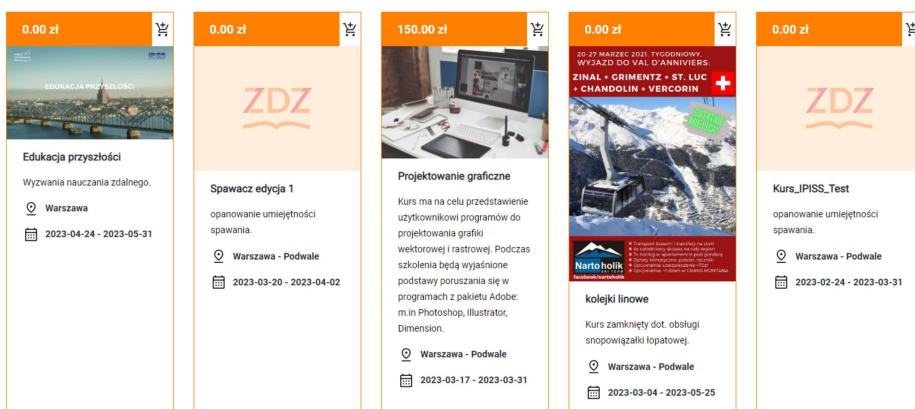 0.00 zł
EDUKACJA PRZYSZŁOŚCI
Edukacja przyszłości
Wyzwania nauczania zdalnego.
Warszawa
2023-04-24 - 2023-05-31
0.00 zł
ZDZ
Spawacz edycja 1
opanowanie umiejętności
spawania.
Warszawa - Podwale
2023-03-20 - 2023-04-02
150.00 zł
Projektowanie graficzne
Kurs ma na celu przedstawienie
użytkownikowi programów do
projektowania grafiki
wektorowej i rastrowej. Podczas
szkolenia będą wyjaśnione
podstawy poruszania się w
programach z pakietu Adobe:
m.in Photoshop, Illustrator,
Dimension.
Warszawa - Podwale
2023-03-17 - 2023-03-31
0.00 zł
20-27 MARZEC 2021. TYGODNIOWY.
WYJAZD DO VAL D'ANNIVIERS:
ZINAL + GRIMENTZ + ST. LUC
+ CHANDOLIN + VERCORIN
OSTATNIE
MIEJSCA
Nartoholik
SKI TEAM
facebook/nartoholik
kolejki linowe
Kurs zamknięty dot. obsługi
snopowiązałki łopatowej.
Warszawa - Podwale
2023-03-04 - 2023-05-25
0.00 zł
ZDZ
Kurs_IPISS_Test
opanowanie umiejętności
spawania.
Warszawa - Podwale
2023-02-24 - 2023-03-31